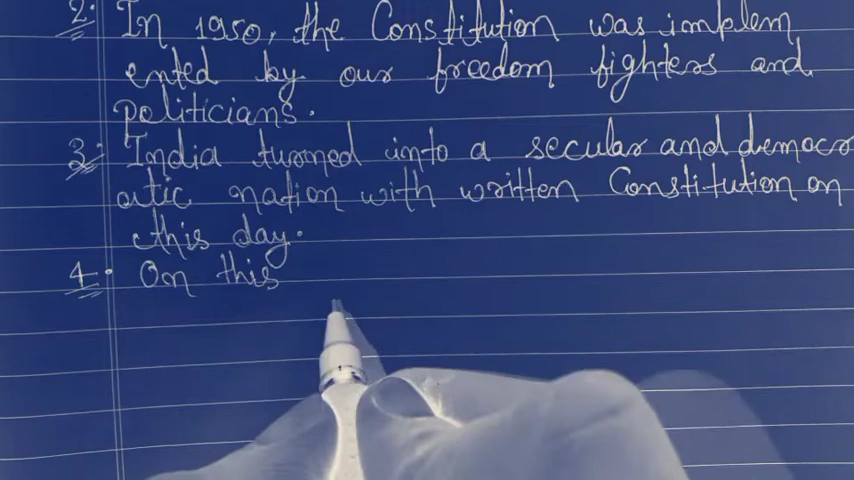 2. In 1950, the Constitution was implem
ented by our freedom fighters and
politicians.
3. India turned into a secular and democr
atic nation with written Constitution on
this day.
4. On this